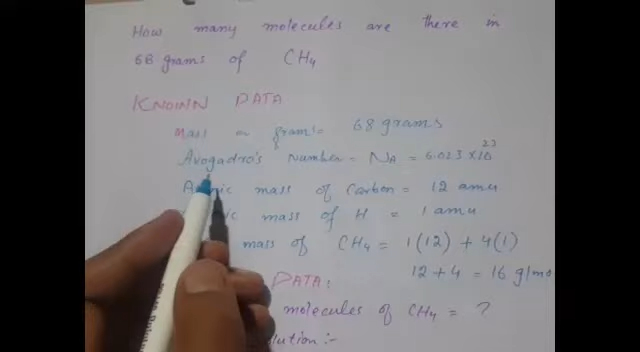 How many molecules are there in
68 grams of CH4
KNOWN DATA
Mass in grams = 68 grams
Avogadro's Number = NA = 6.023 × 10^23
mass of Carbon = 12 amu
mass of H = 1 amu
mass of CH4 = 1(12) + 4(1)
12 + 4 = 16 g/mo
DATA:
molecules of CH4 = ?
lution :-